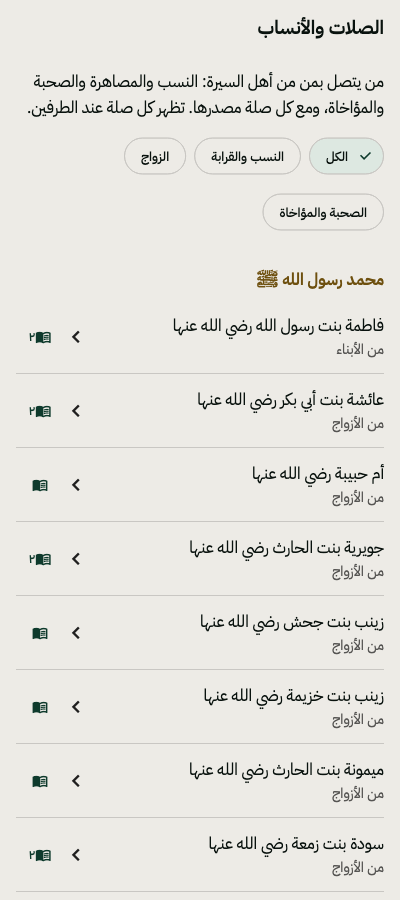 الصلات والأنساب
من يتصل بمن من أهل السيرة: النسب والمصاهرة والصحبة
والمؤاخاة، ومع كل صلة مصدرها. تظهر كل صلة عند الطرفين.
الكل
النسب والقرابة
الزواج
الصحبة والمؤاخاة
محمد رسول الله ﷺ
فاطمة بنت رسول الله رضي الله عنها
٢
من الأبناء
عائشة بنت أبي بكر رضي الله عنها
٢
من الأزواج
أم حبيبة رضي الله عنها
من الأزواج
جويرية بنت الحارث رضي الله عنها
٢
من الأزواج
زينب بنت جحش رضي الله عنها
من الأزواج
زينب بنت خزيمة رضي الله عنها
من الأزواج
ميمونة بنت الحارث رضي الله عنها
من الأزواج
سودة بنت زمعة رضي الله عنها
٢
من الأزواج